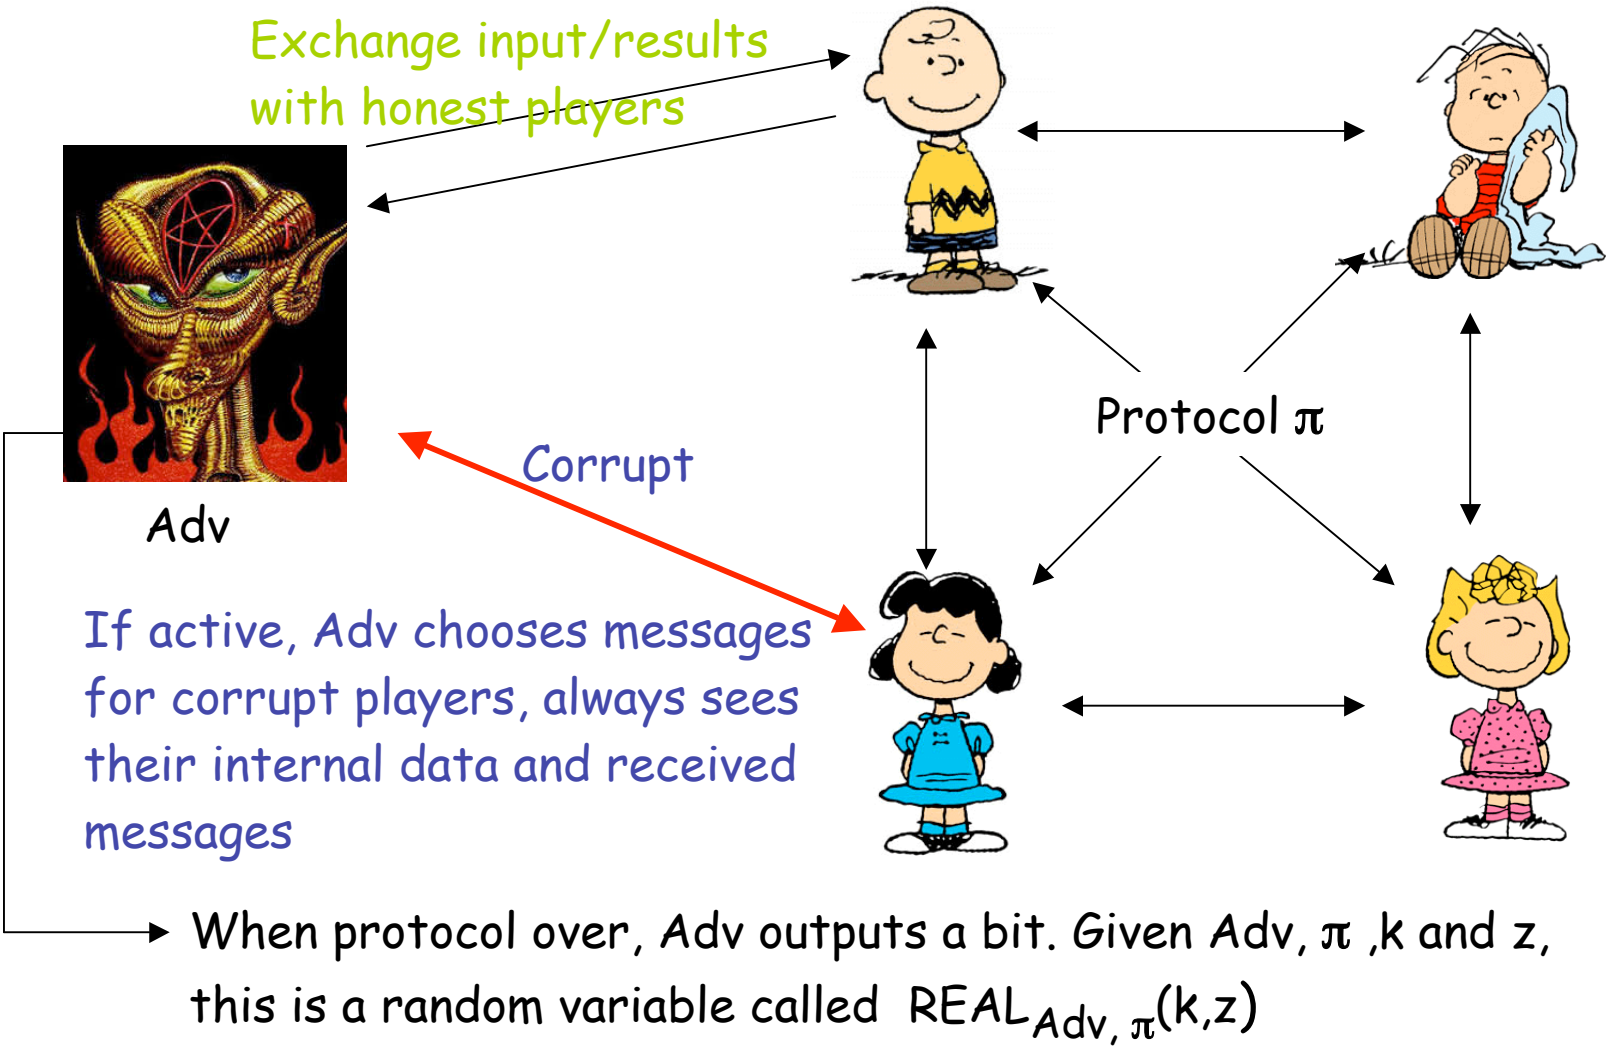 Exchange input/results
with honest players
Protocol π
Corrupt
Adv
If active, Adv chooses messages
for corrupt players, always sees
their internal data and received
messages
When protocol over, Adv outputs a bit. Given Adv, π ,k and z,
this is a random variable called REAL_Adv, π(k,z)